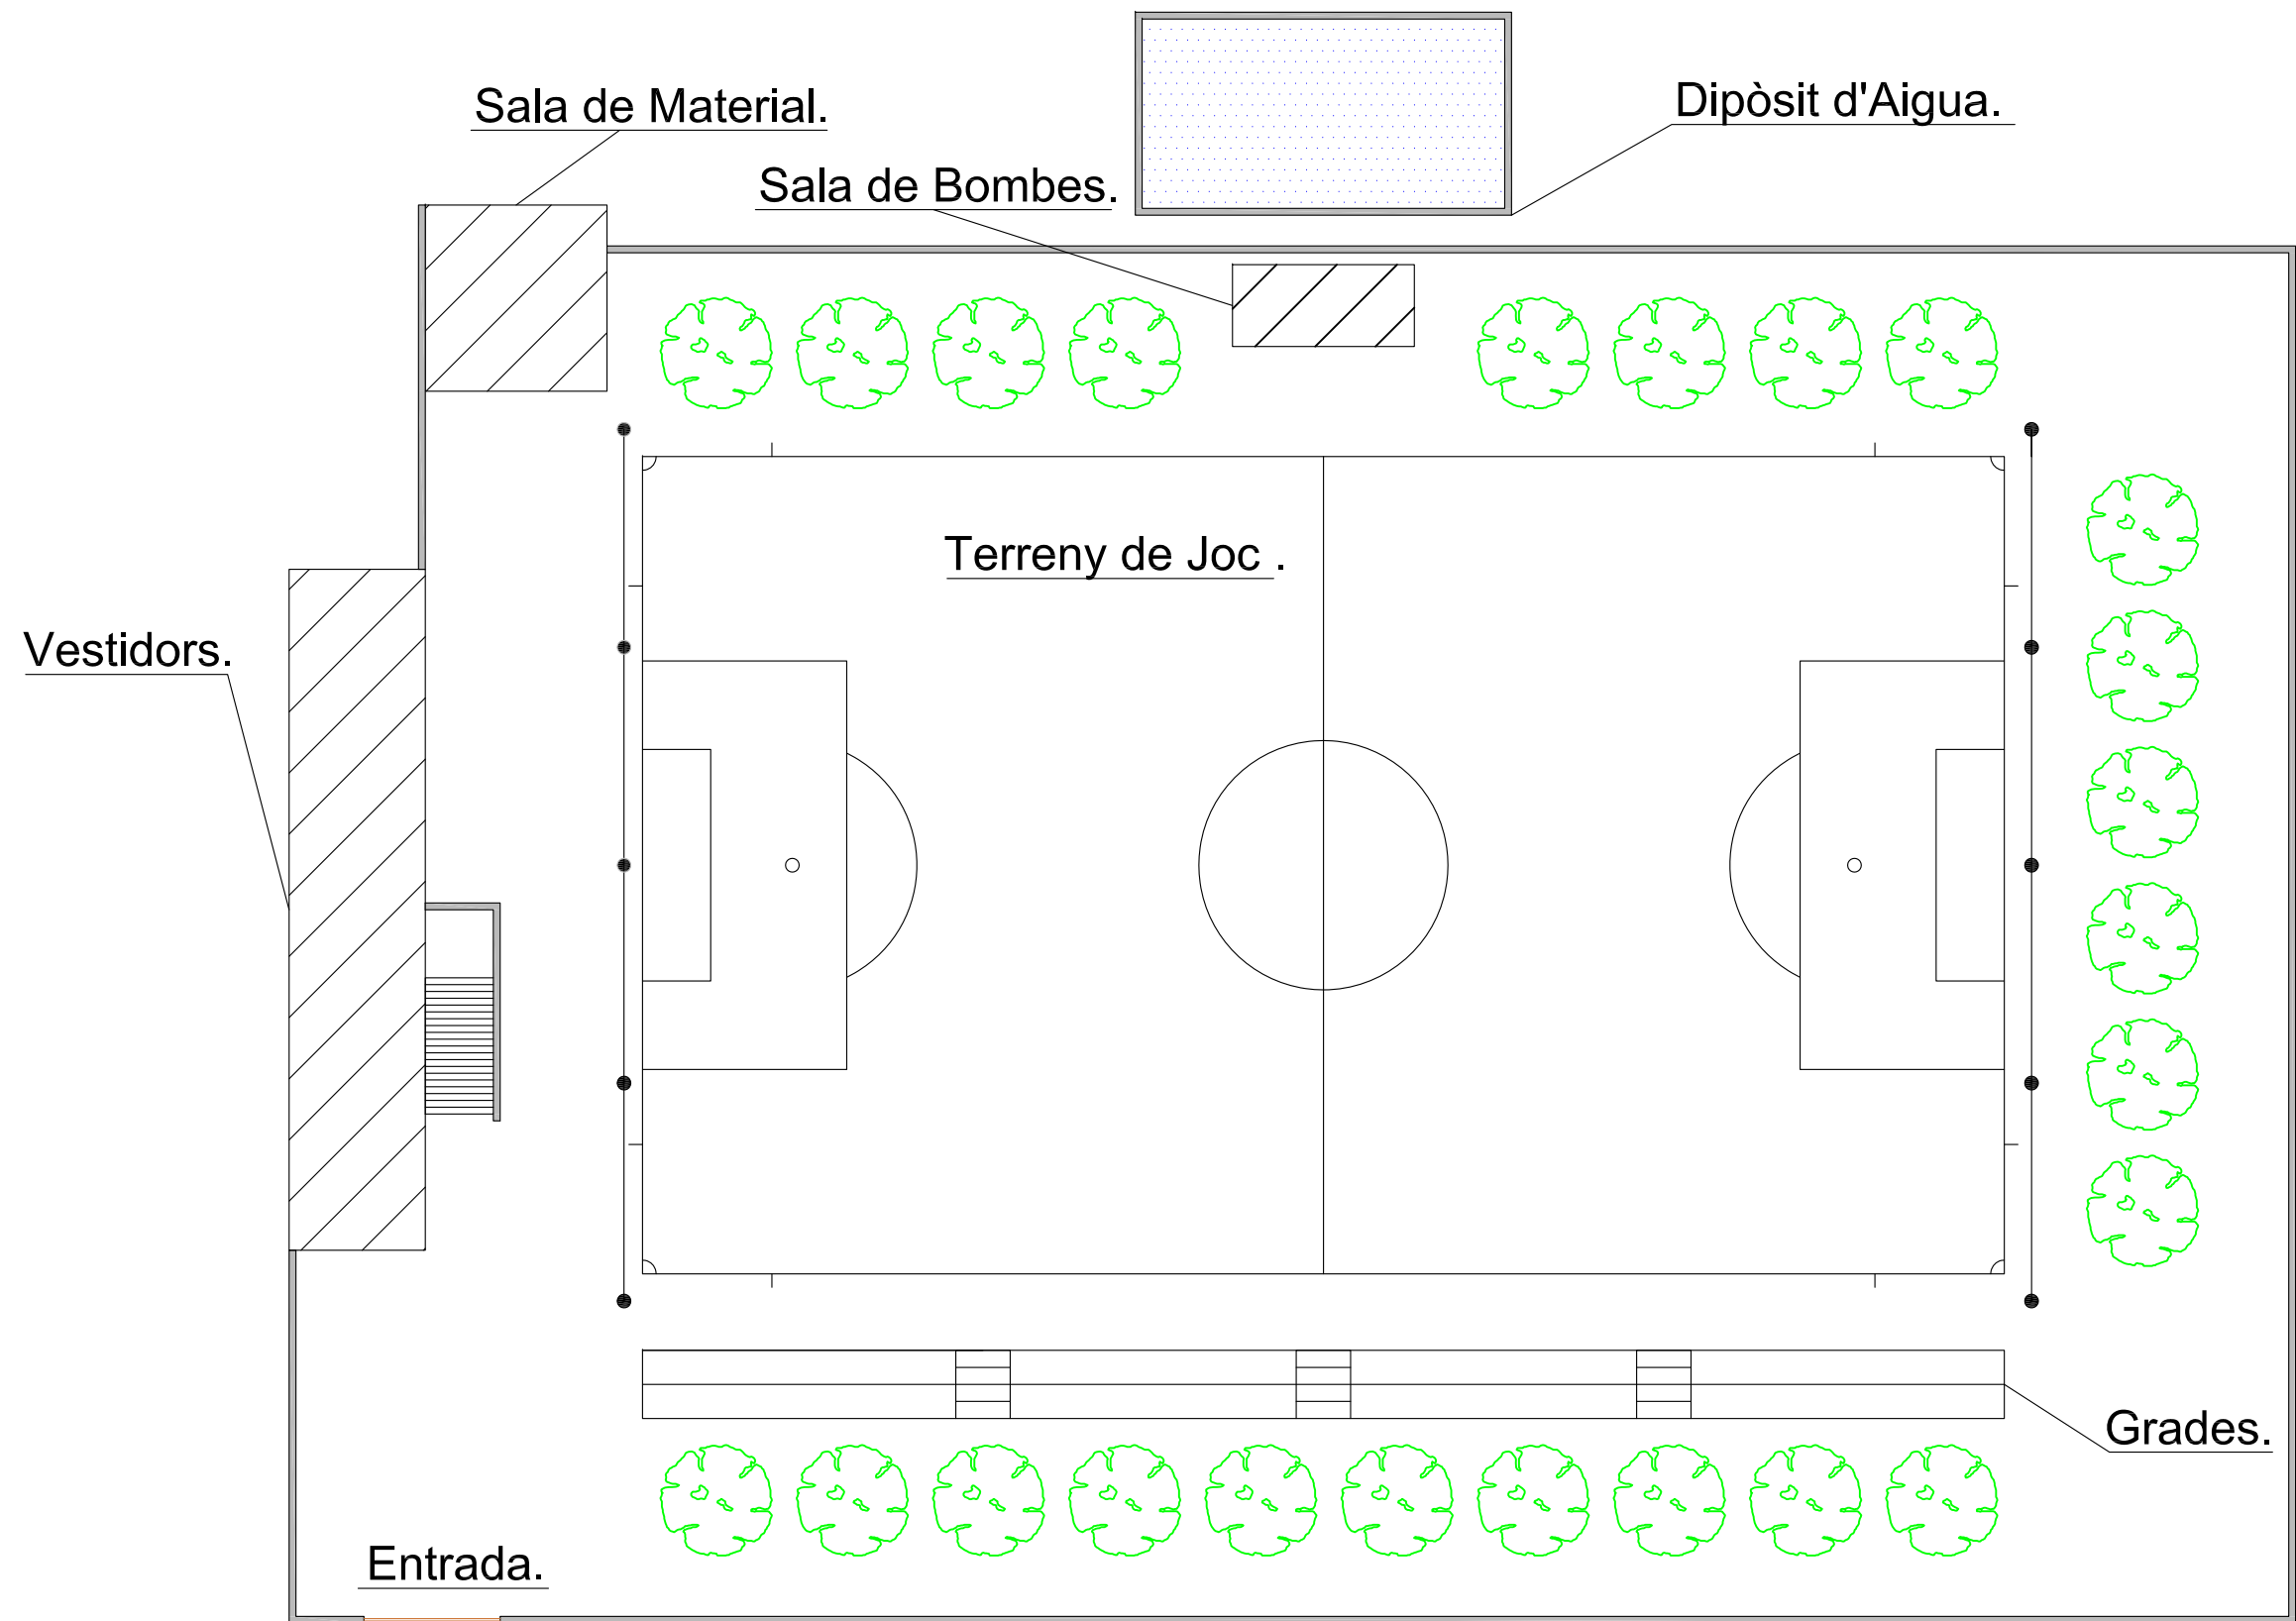 Dipòsit d'Aigua.
Sala de Material.
Sala de Bombes.
Terreny de Joc .
Vestidors.
Grades.
Entrada.